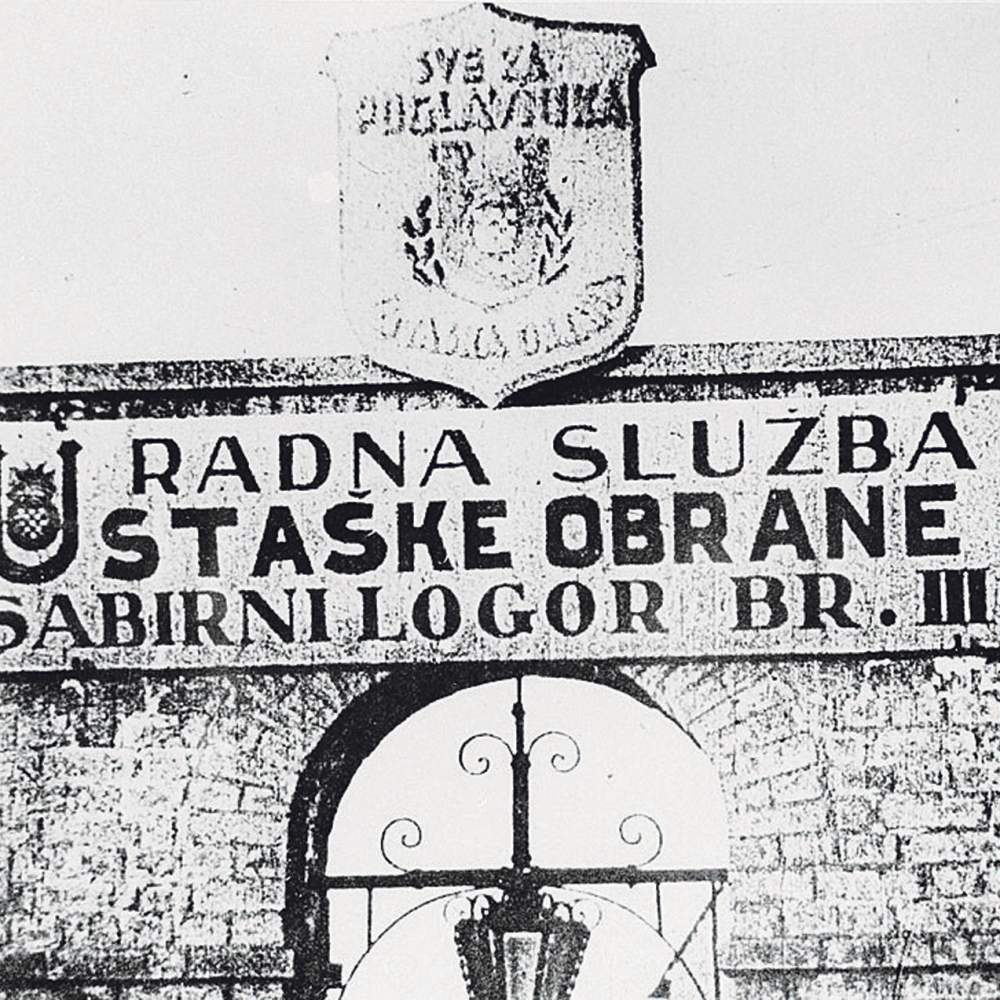 SVE ZA
POGLAVNIKA
RADNA SLUŽBA
USTAŠKE OBRANE
SABIRNI LOGOR BR. III